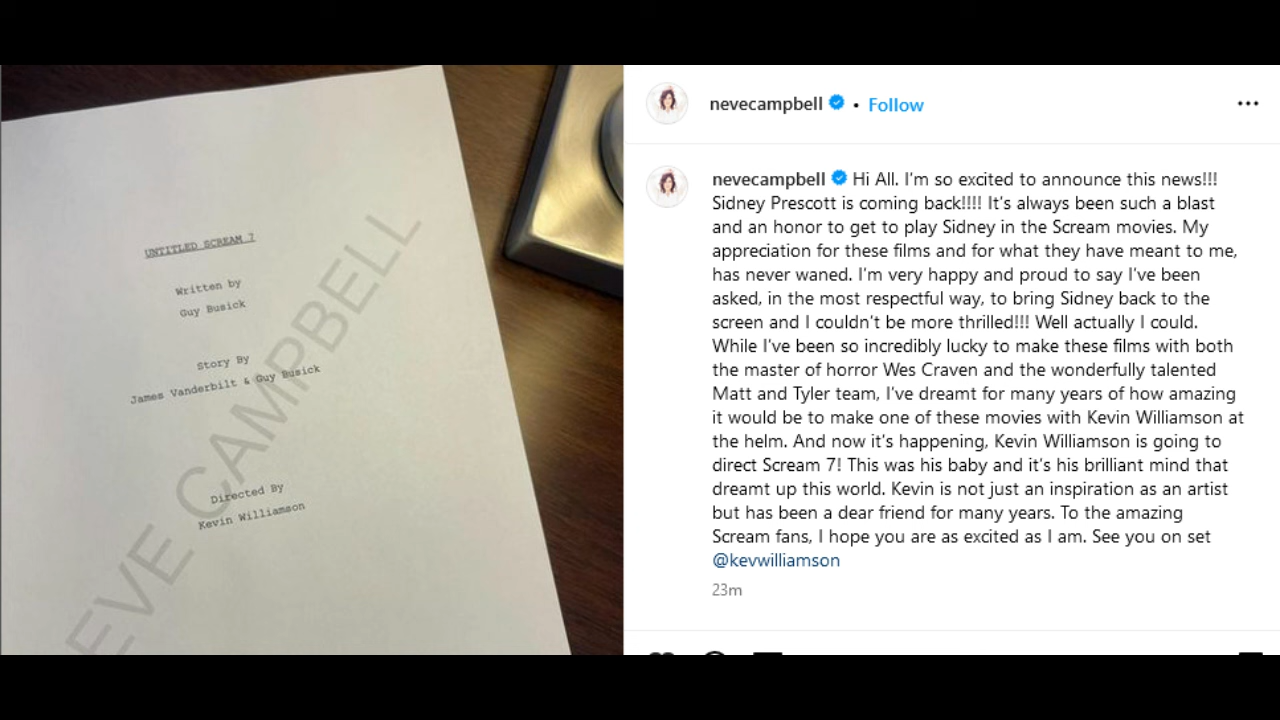 UNTITLED SCREAM 7
Written by
Guy Busick
Story By
James Vanderbilt & Guy Busick
Directed By
Kevin Williamson
EVE CAMPBELL
nevecampbell • Follow
nevecampbell Hi All. I'm so excited to announce this news!!!
Sidney Prescott is coming back!!!! It's always been such a blast
and an honor to get to play Sidney in the Scream movies. My
appreciation for these films and for what they have meant to me,
has never waned. I'm very happy and proud to say I've been
asked, in the most respectful way, to bring Sidney back to the
screen and I couldn't be more thrilled!!! Well actually I could.
While I've been so incredibly lucky to make these films with both
the master of horror Wes Craven and the wonderfully talented
Matt and Tyler team, I've dreamt for many years of how amazing
it would be to make one of these movies with Kevin Williamson at
the helm. And now it's happening, Kevin Williamson is going to
direct Scream 7! This was his baby and it's his brilliant mind that
dreamt up this world. Kevin is not just an inspiration as an artist
but has been a dear friend for many years. To the amazing
Scream fans, I hope you are as excited as I am. See you on set
@kevwilliamson
23m